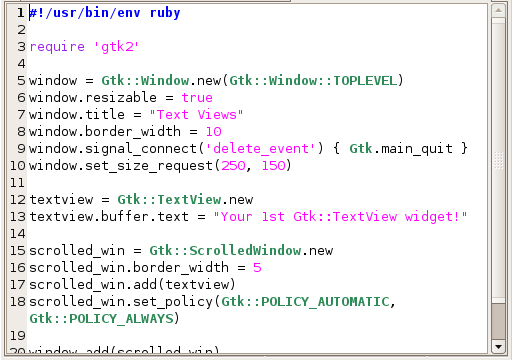 1 #!/usr/bin/env ruby
2
3 require 'gtk2'
4
5 window = Gtk::Window.new(Gtk::Window::TOPLEVEL)
6 window.resizable = true
7 window.title = "Text Views"
8 window.border_width = 10
9 window.signal_connect('delete_event') { Gtk.main_quit }
10 window.set_size_request(250, 150)
11
12 textview = Gtk::TextView.new
13 textview.buffer.text = "Your 1st Gtk::TextView widget!"
14
15 scrolled_win = Gtk::ScrolledWindow.new
16 scrolled_win.border_width = 5
17 scrolled_win.add(textview)
18 scrolled_win.set_policy(Gtk::POLICY_AUTOMATIC,
Gtk::POLICY_ALWAYS)
19
20 window.add(scrolled_win)